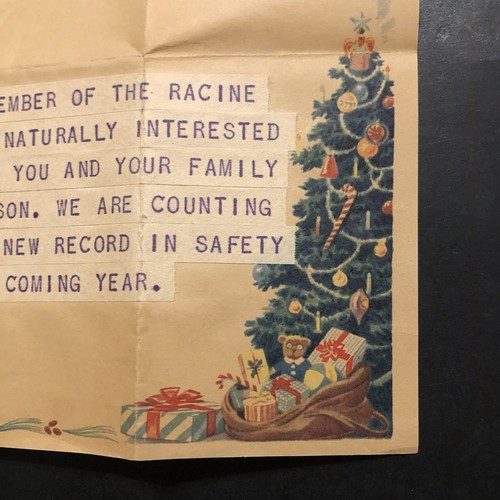 EMBER OF THE RACINE
NATURALLY INTERESTED
YOU AND YOUR FAMILY
SON. WE ARE COUNTING
NEW RECORD IN SAFETY
COMING YEAR.